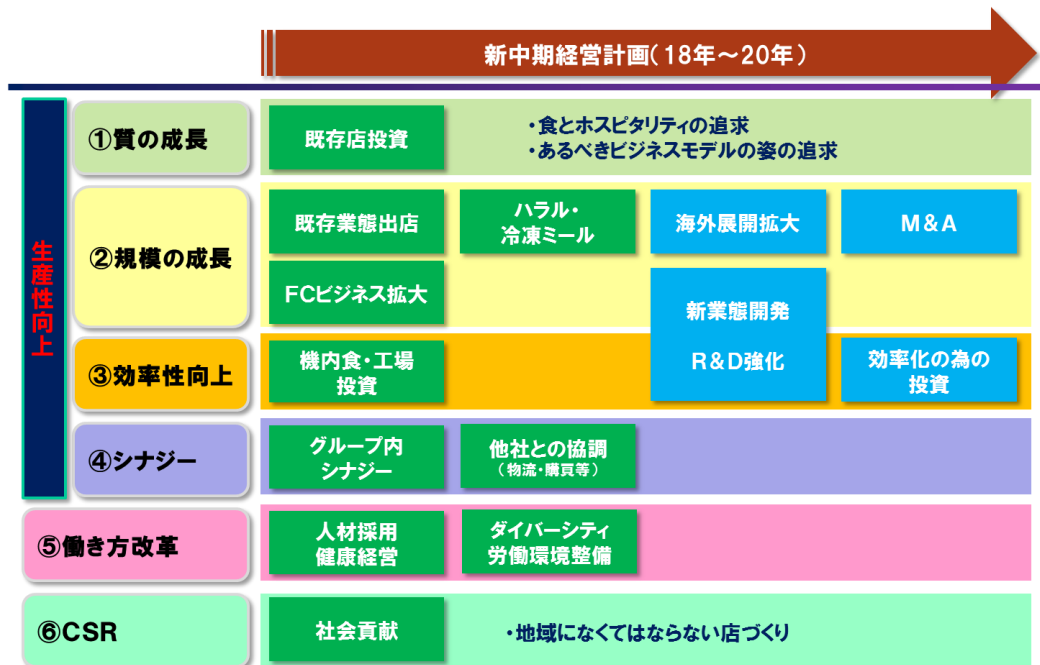 新中期経営計画(18年～20年)
生産性向上
①質の成長
既存店投資
・食とホスピタリティの追求
・あるべきビジネスモデルの姿の追求
②規模の成長
既存業態出店
ハラル・
冷凍ミール
海外展開拡大
M&A
FCビジネス拡大
新業態開発
R&D強化
③効率性向上
機内食・工場
投資
効率化の為の
投資
④シナジー
グループ内
シナジー
他社との協調
(物流・購買等)
⑤働き方改革
人材採用
健康経営
ダイバーシティ
労働環境整備
⑥CSR
社会貢献
・地域になくてはならない店づくり